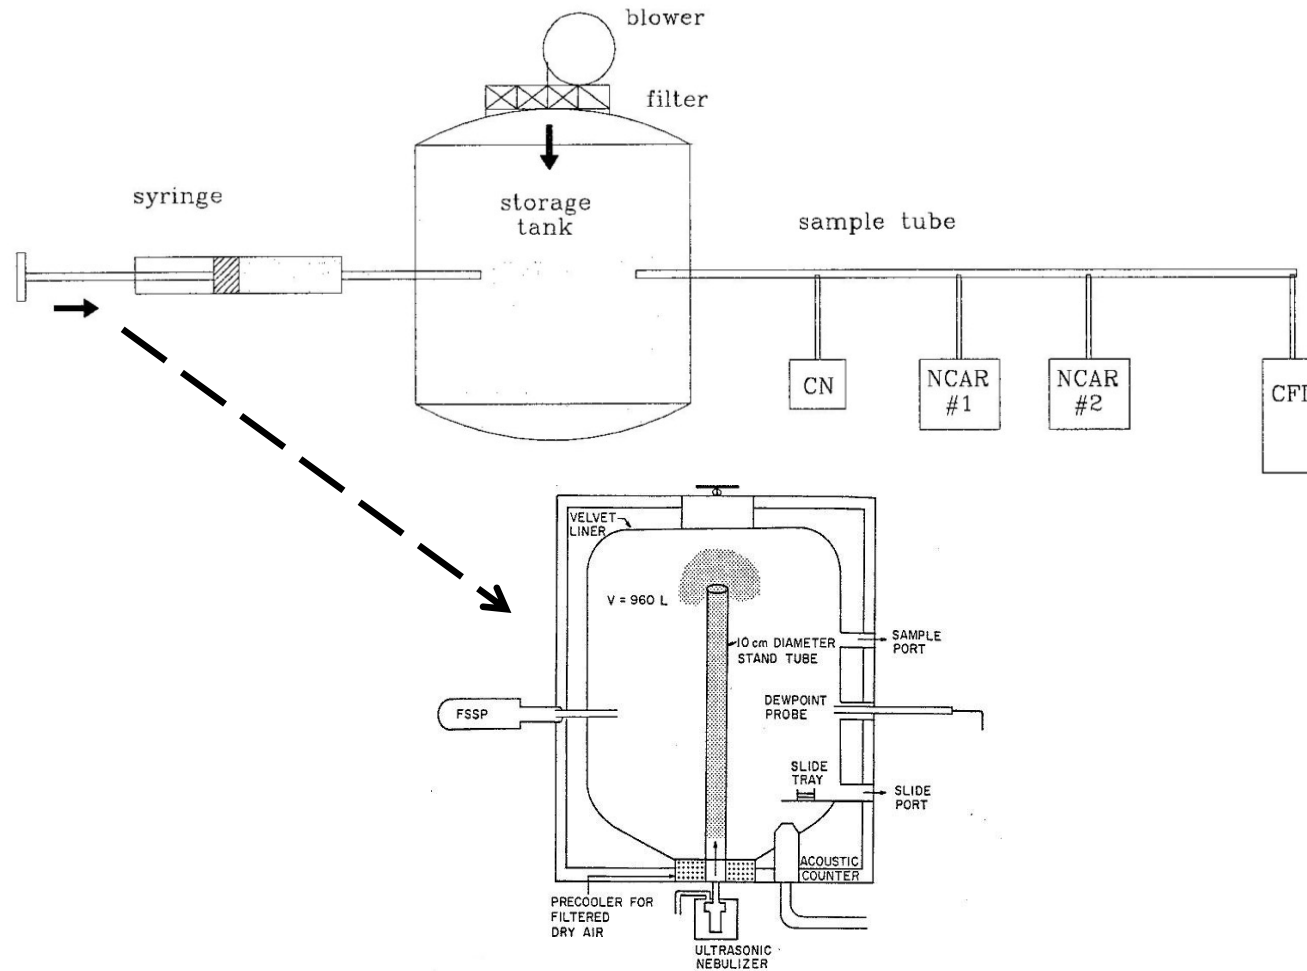 blower
filter
syringe
storage
tank
sample tube
CN
NCAR
#1
NCAR
#2
CFD
VELVET
LINER
V = 960 L
10 cm DIAMETER
STAND TUBE
SAMPLE
PORT
DEWPOINT
PROBE
FSSP
SLIDE
TRAY
SLIDE
PORT
ACOUSTIC
COUNTER
PRECOOLER FOR
FILTERED
DRY AIR
ULTRASONIC
NEBULIZER